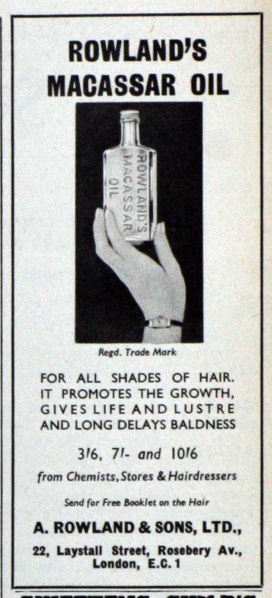 ROWLAND'S
MACASSAR OIL
ROWLAND'S
MACASSAR
OIL
Regd. Trade Mark
FOR ALL SHADES OF HAIR.
IT PROMOTES THE GROWTH,
GIVES LIFE AND LUSTRE
AND LONG DELAYS BALDNESS
3/6, 7/- and 10/6
from Chemists, Stores & Hairdressers
Send for Free Booklet on the Hair
A. ROWLAND & SONS, LTD.,
22, Laystall Street, Rosebery Av.,
London, E.C.1